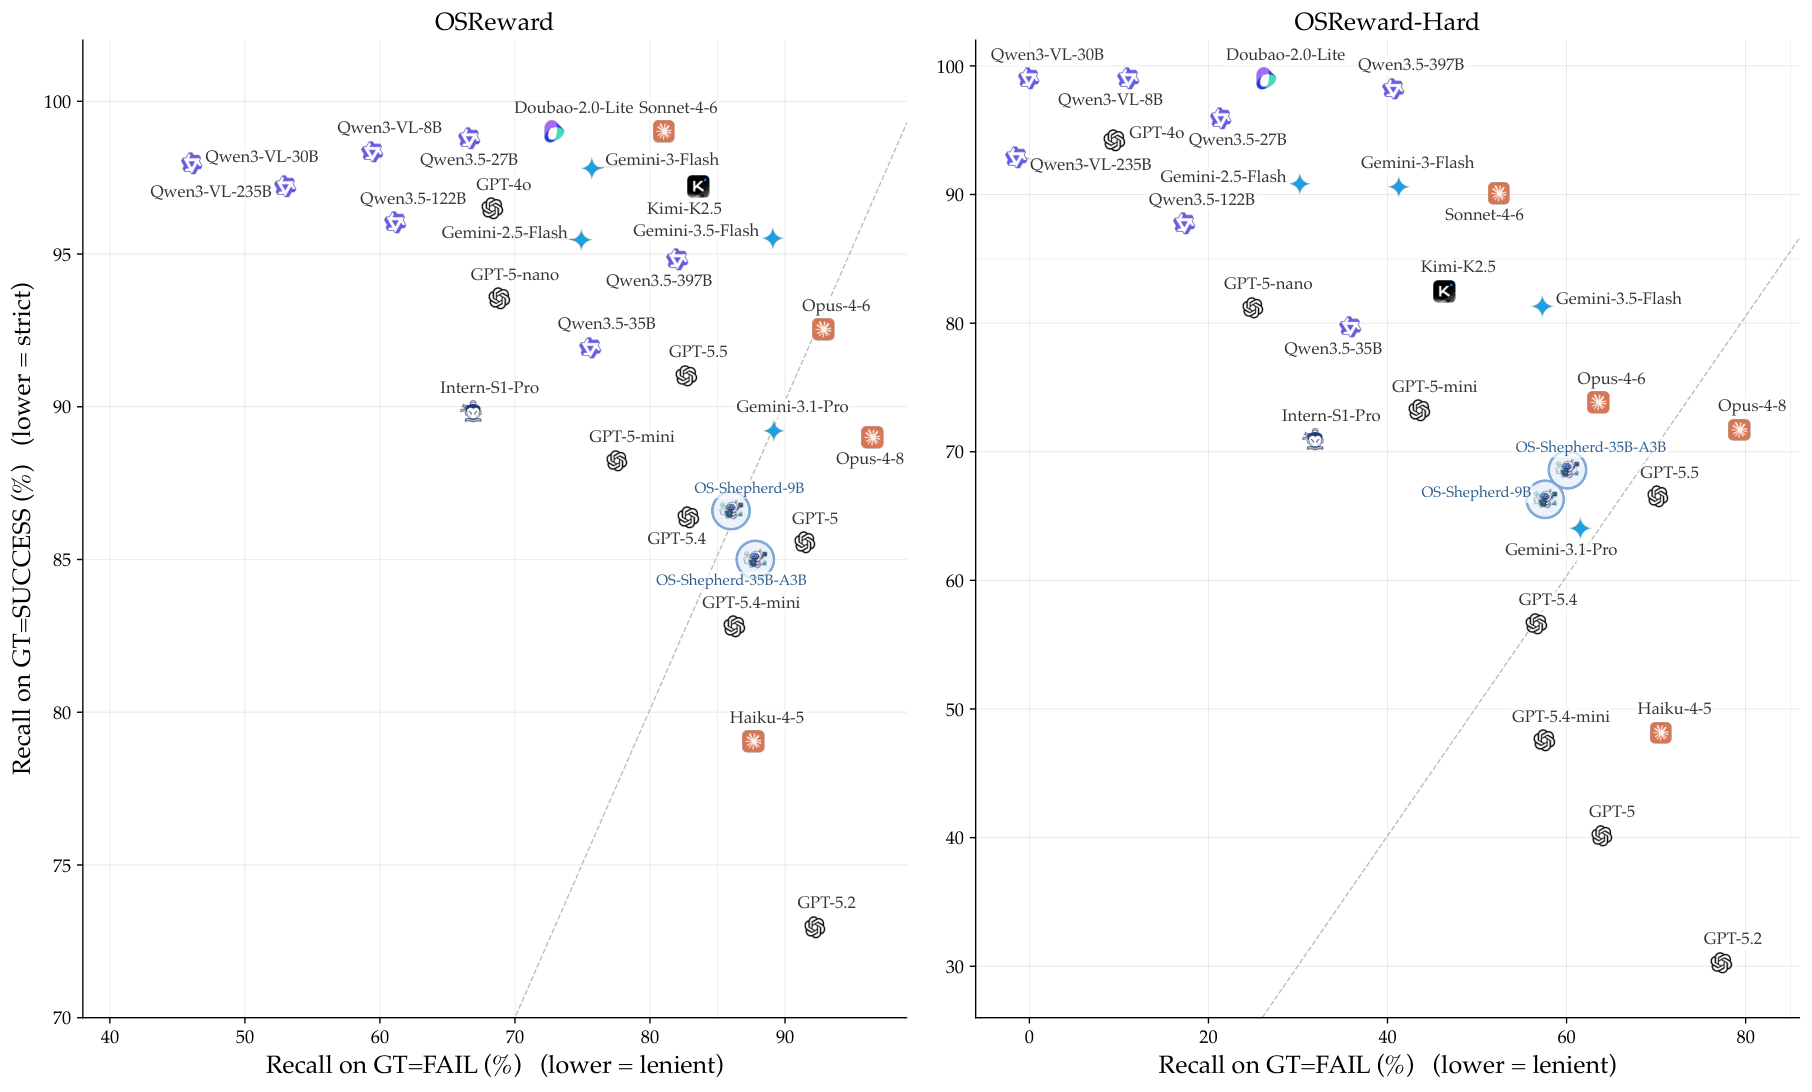 OSReward
Recall on GT=SUCCESS (%)   (lower = strict)
100
95
90
85
80
75
70
Doubao-2.0-Lite
Sonnet-4-6
Qwen3-VL-8B
Qwen3-VL-30B
Qwen3.5-27B
Gemini-3-Flash
Qwen3-VL-235B
GPT-4o
Qwen3.5-122B
Kimi-K2.5
Gemini-2.5-Flash
Gemini-3.5-Flash
GPT-5-nano
Qwen3.5-397B
Opus-4-6
Qwen3.5-35B
GPT-5.5
Intern-S1-Pro
Gemini-3.1-Pro
GPT-5-mini
Opus-4-8
OS-Shepherd-9B
GPT-5
GPT-5.4
OS-Shepherd-35B-A3B
GPT-5.4-mini
Haiku-4-5
GPT-5.2
40
50
60
70
80
90
Recall on GT=FAIL (%)   (lower = lenient)
OSReward-Hard
100
90
80
70
60
50
40
30
Qwen3-VL-30B
Doubao-2.0-Lite
Qwen3.5-397B
Qwen3-VL-8B
GPT-4o
Qwen3.5-27B
Qwen3-VL-235B
Gemini-3-Flash
Gemini-2.5-Flash
Qwen3.5-122B
Sonnet-4-6
Kimi-K2.5
GPT-5-nano
Gemini-3.5-Flash
Qwen3.5-35B
Opus-4-6
GPT-5-mini
Opus-4-8
Intern-S1-Pro
OS-Shepherd-35B-A3B
GPT-5.5
OS-Shepherd-9B
Gemini-3.1-Pro
GPT-5.4
Haiku-4-5
GPT-5.4-mini
GPT-5
GPT-5.2
0
20
40
60
80
Recall on GT=FAIL (%)   (lower = lenient)